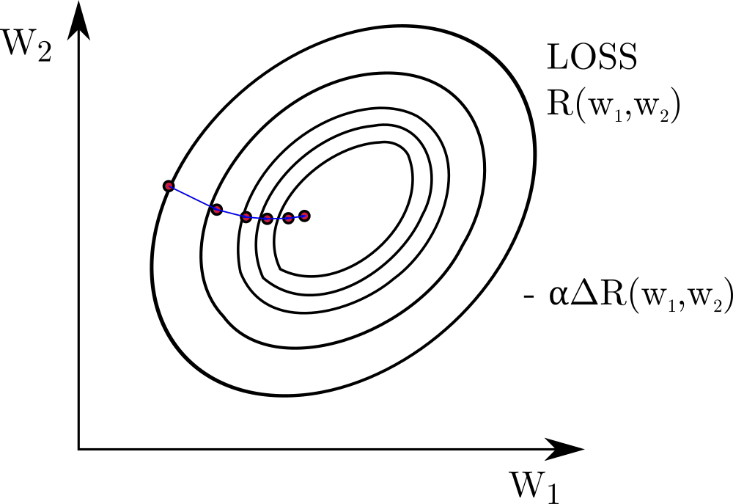 W₂
LOSS
R(w₁,w₂)
- αΔR(w₁,w₂)
W₁